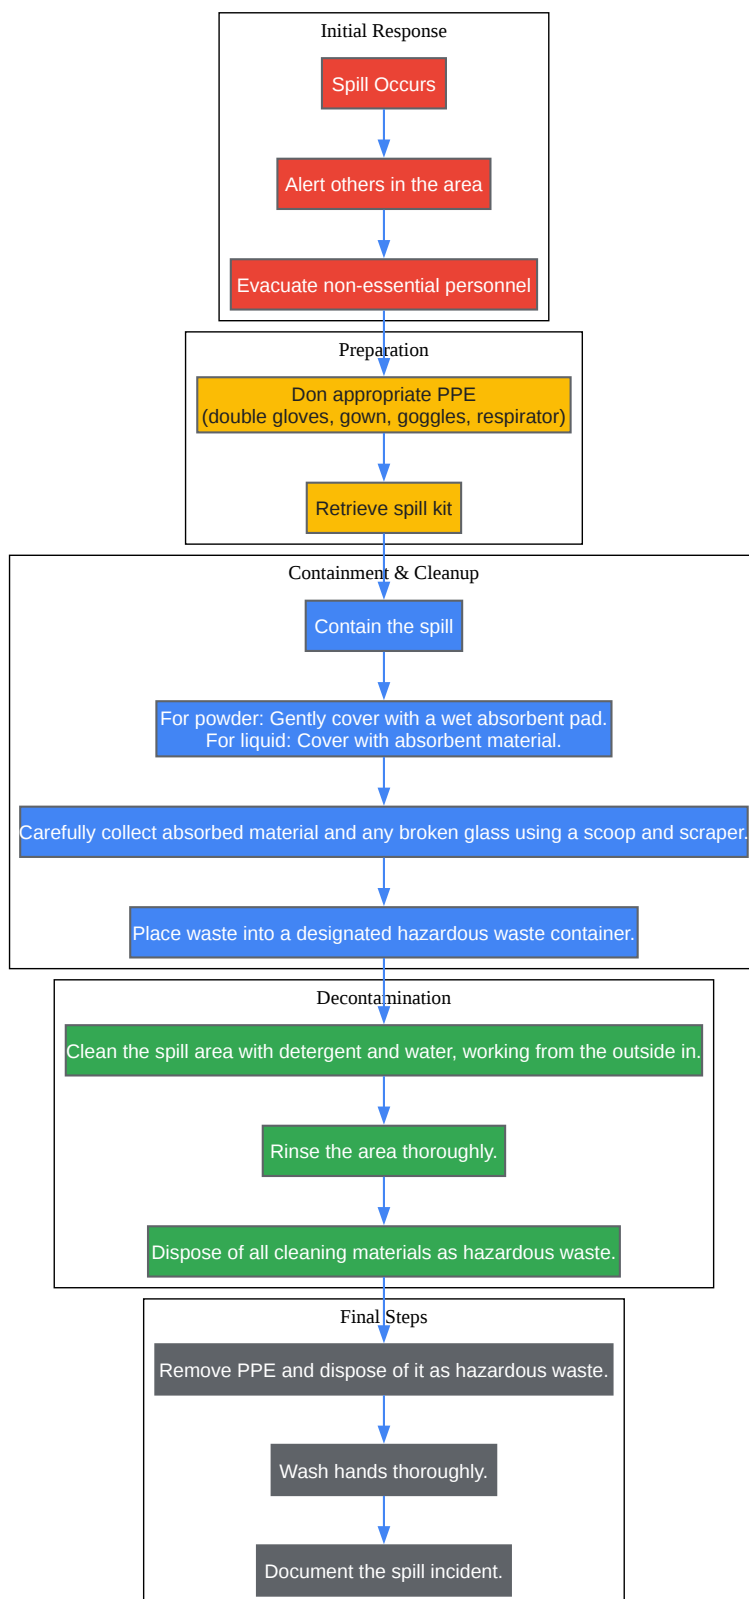 Initial Response
Spill Occurs
Alert others in the area
Evacuate non-essential personnel
Preparation
Don appropriate PPE
(double gloves, gown, goggles, respirator)
Retrieve spill kit
Containment & Cleanup
Contain the spill
For powder: Gently cover with a wet absorbent pad.
For liquid: Cover with absorbent material.
Carefully collect absorbed material and any broken glass using a scoop and scraper.
Place waste into a designated hazardous waste container.
Decontamination
Clean the spill area with detergent and water, working from the outside in.
Rinse the area thoroughly.
Dispose of all cleaning materials as hazardous waste.
Final Steps
Remove PPE and dispose of it as hazardous waste.
Wash hands thoroughly.
Document the spill incident.